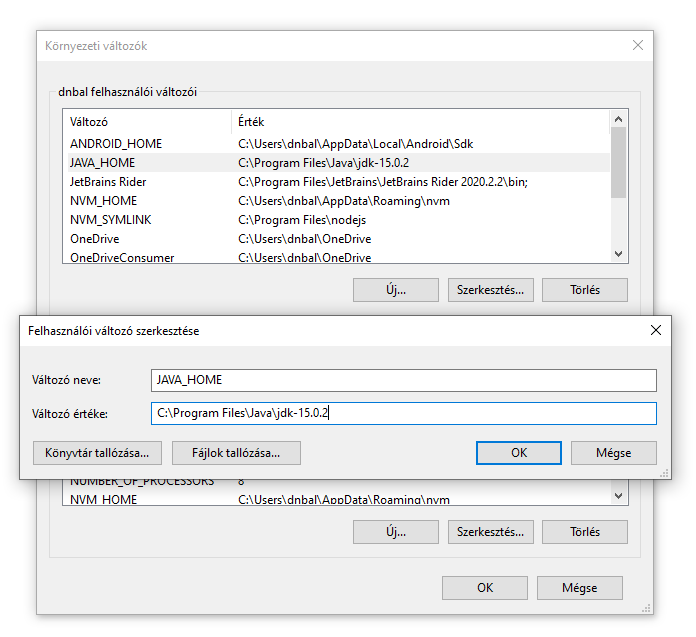 Környezeti változók
dnbal felhasználói változói
Változó Érték
ANDROID_HOME C:\Users\dnbal\AppData\Local\Android\Sdk
JAVA_HOME C:\Program Files\Java\jdk-15.0.2
JetBrains Rider C:\Program Files\JetBrains\JetBrains Rider 2020.2.2\bin;
NVM_HOME C:\Users\dnbal\AppData\Roaming\nvm
NVM_SYMLINK C:\Program Files\nodejs
OneDrive C:\Users\dnbal\OneDrive
OneDriveConsumer C:\Users\dnbal\OneDrive
Új... Szerkesztés... Törlés
Felhasználói változó szerkesztése
Változó neve: JAVA_HOME
Változó értéke: C:\Program Files\Java\jdk-15.0.2
Könyvtár tallózása... Fájlok tallózása... OK Mégse
NUMBER_OF_PROCESSORS 8
NVM_HOME C:\Users\dnbal\AppData\Roaming\nvm
Új... Szerkesztés... Törlés
OK Mégse